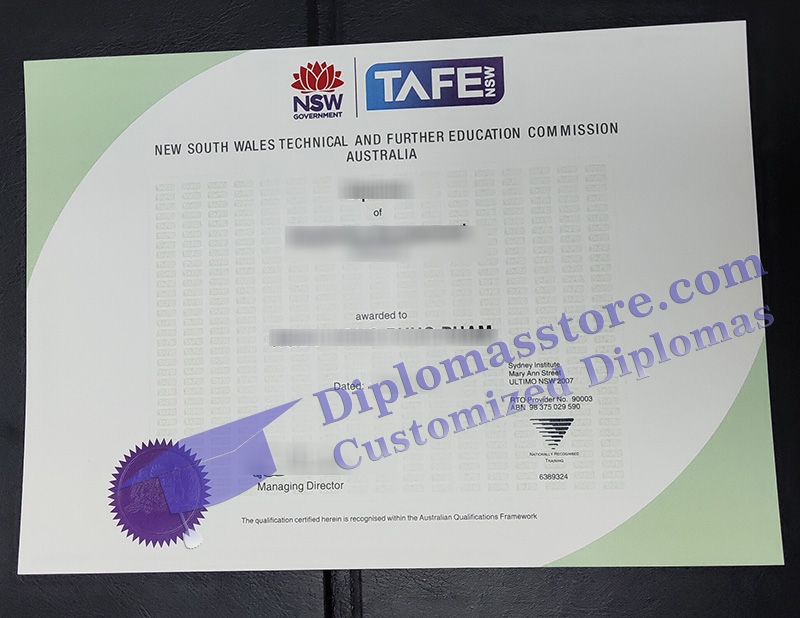 NSW
GOVERNMENT
TAFE
NSW
NEW SOUTH WALES TECHNICAL AND FURTHER EDUCATION COMMISSION
AUSTRALIA
of
awarded to
Dated:
Sydney Institute
Mary Ann Street
ULTIMO NSW 2007
RTO Provider No. 90003
ABN 98 375 029 590
NATIONALLY RECOGNISED
TRAINING
6389324
Managing Director
The qualification certified herein is recognised within the Australian Qualifications Framework
Diplomasstore.com
Customized Diplomas